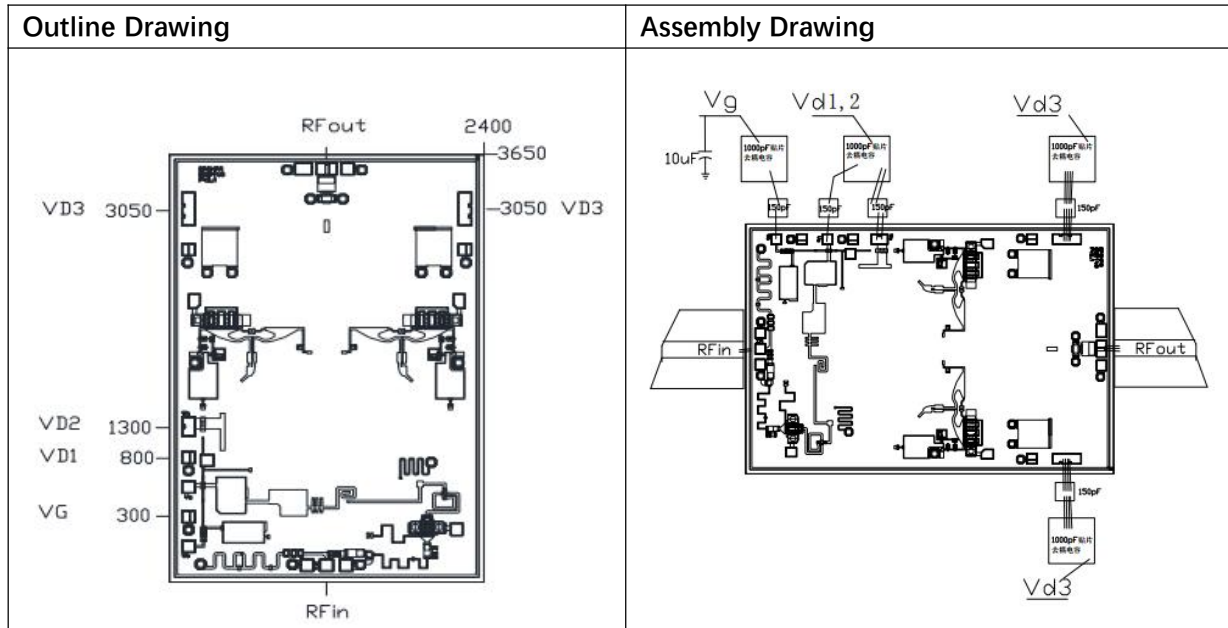 Outline Drawing
Assembly Drawing
RFout
2400
3650
VD3 3050
3050 VD3
VD2 1300
VD1 800
VG 300
RFin
Vg
Vd1,2
Vd3
10uF
1000pF贴片
去耦电容
1000pF贴片
去耦电容
1000pF贴片
去耦电容
150pF
150pF
150pF
150pF
RFin
RFout
150pF
1000pF贴片
去耦电容
Vd3